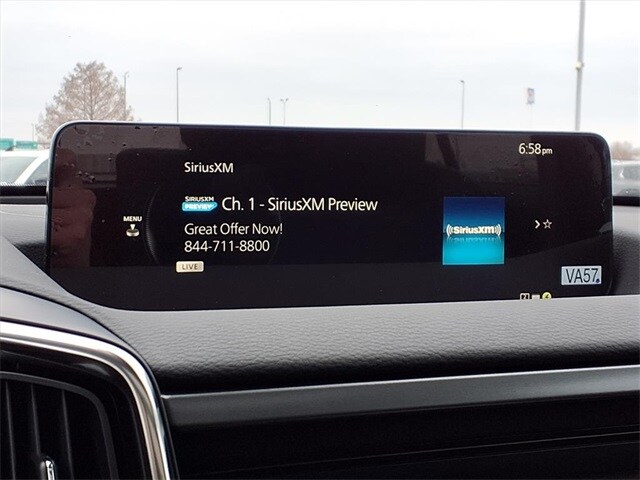 6:58pm
SiriusXM
SIRIUSXM
PREVIEW
Ch. 1 - SiriusXM Preview
MENU
Great Offer Now!
844-711-8800
((SiriusXM))
LIVE
VA57